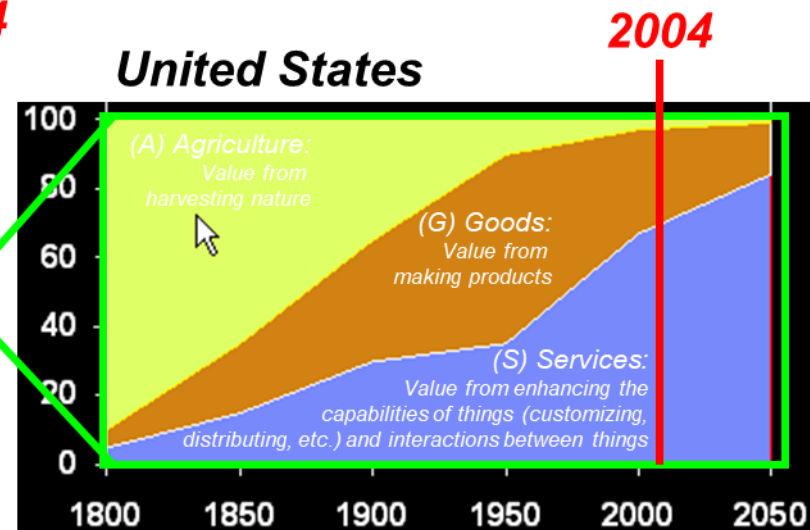 4
2004
United States
100
(A) Agriculture:
Value from
harvesting nature
80
(G) Goods:
Value from
making products
60
40
(S) Services:
Value from enhancing the
capabilities of things (customizing,
distributing, etc.) and interactions between things
20
0
1800 1850 1900 1950 2000 2050